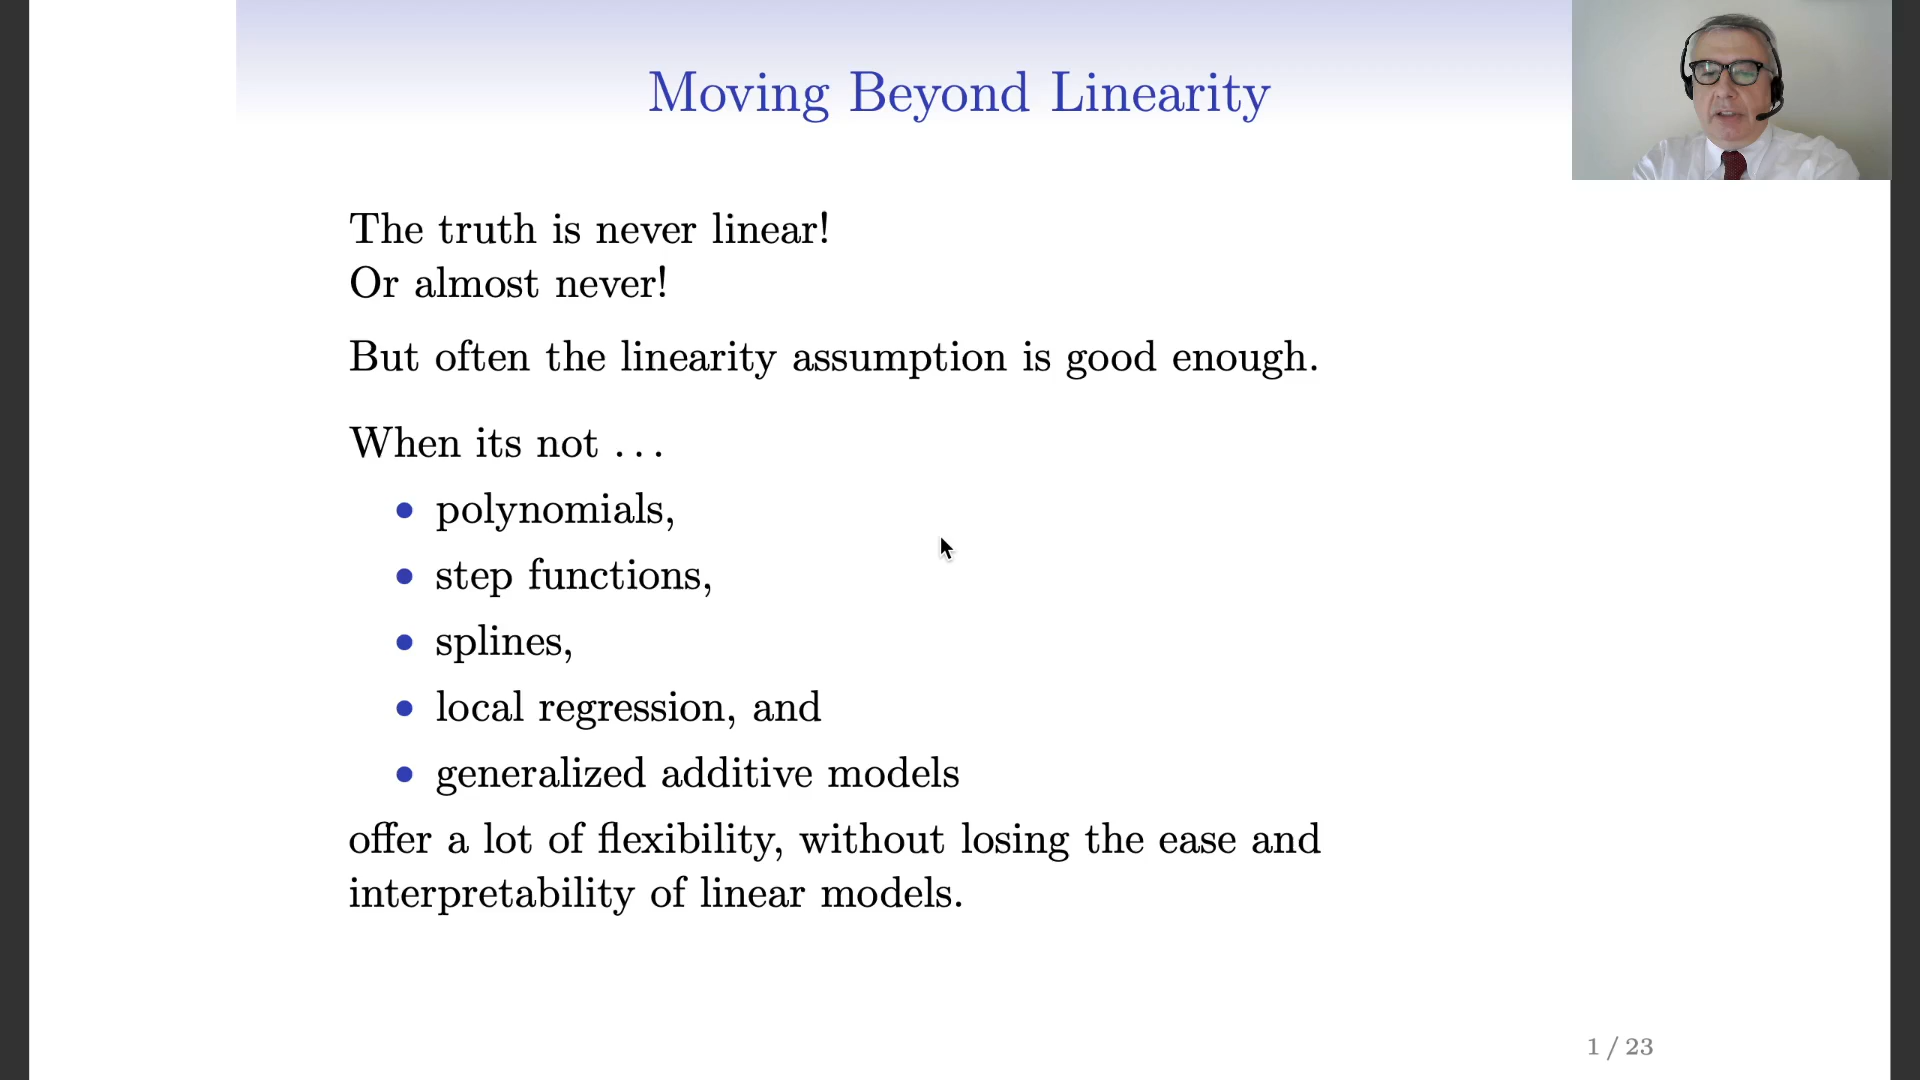 Moving Beyond Linearity
The truth is never linear!
Or almost never!
But often the linearity assumption is good enough.
When its not . . .
• polynomials,
• step functions,
• splines,
• local regression, and
• generalized additive models
offer a lot of flexibility, without losing the ease and
interpretability of linear models.
1 / 23